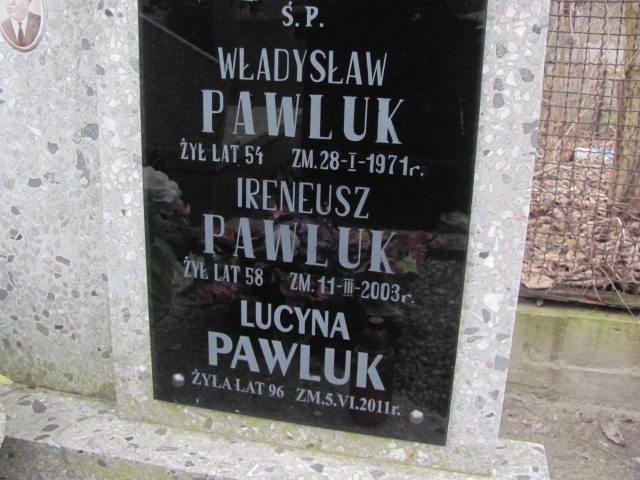 Ś.P.
WŁADYSŁAW
PAWLUK
ŻYŁ LAT 54 ZM. 28-I-1971r.
IRENEUSZ
PAWLUK
ŻYŁ LAT 58 ZM. 11-III-2003r.
LUCYNA
PAWLUK
ŻYŁA LAT 96 ZM.5.VI.2011r.